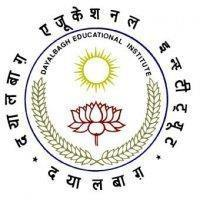 दयालबाग़ एजूकेशनल इन्स्टीट्यूट
DAYALBAGH EDUCATIONAL INSTITUTE
* दयालबाग़ *